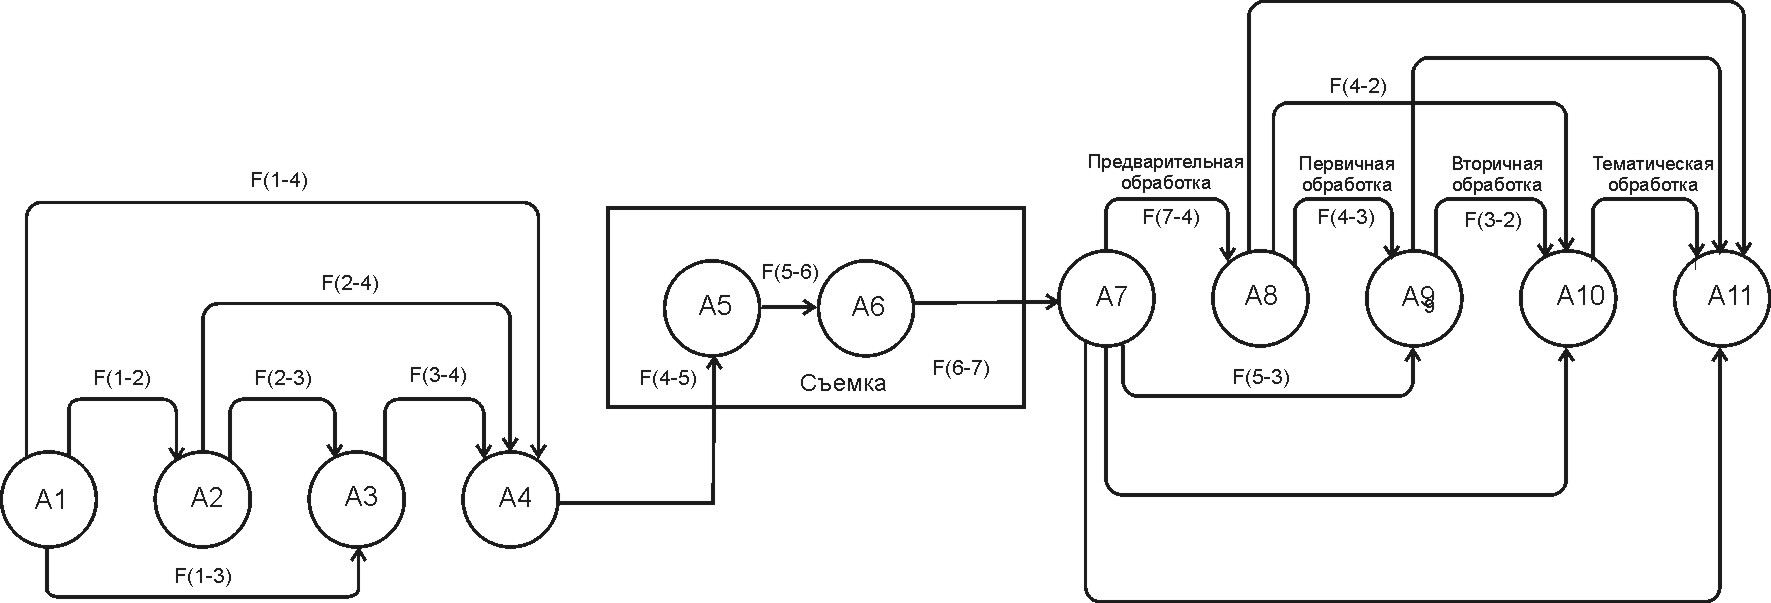 F(1-4)
F(2-4)
F(1-2)
F(2-3)
F(3-4)
A1
A2
A3
A4
F(1-3)
F(5-6)
A5
A6
F(4-5)
Съемка
F(6-7)
F(4-2)
Предварительная
обработка
F(7-4)
Первичная
обработка
F(4-3)
Вторичная
обработка
F(3-2)
Тематическая
обработка
A7
A8
A9
9
A10
A11
F(5-3)